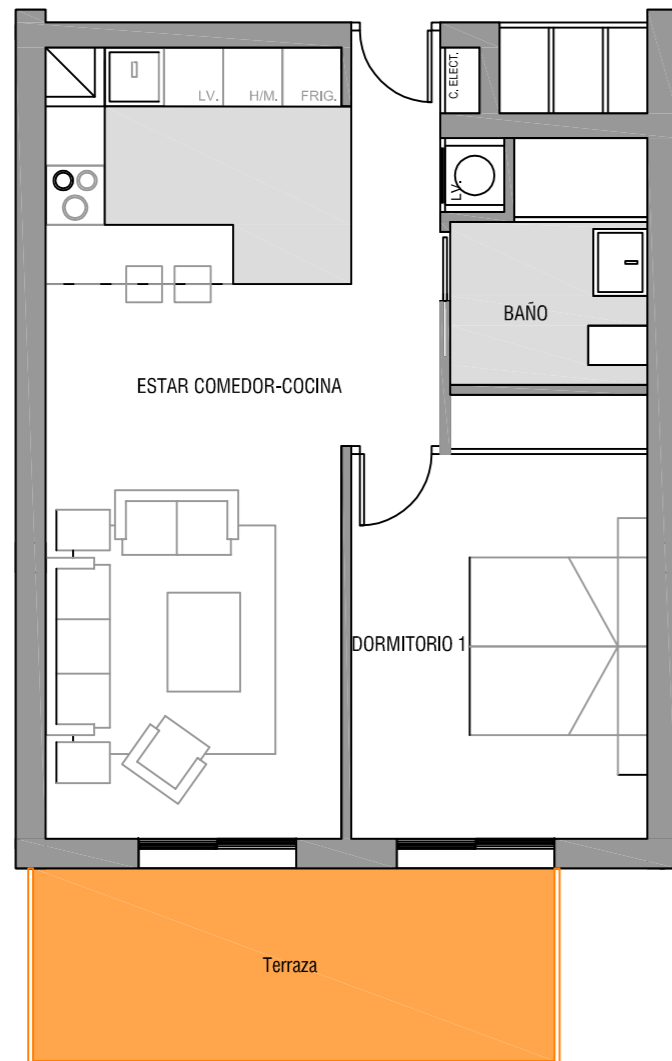 C. ELECT.
LV.
H/M.
FRIG.
LV.
BAÑO
ESTAR COMEDOR-COCINA
DORMITORIO 1
Terraza